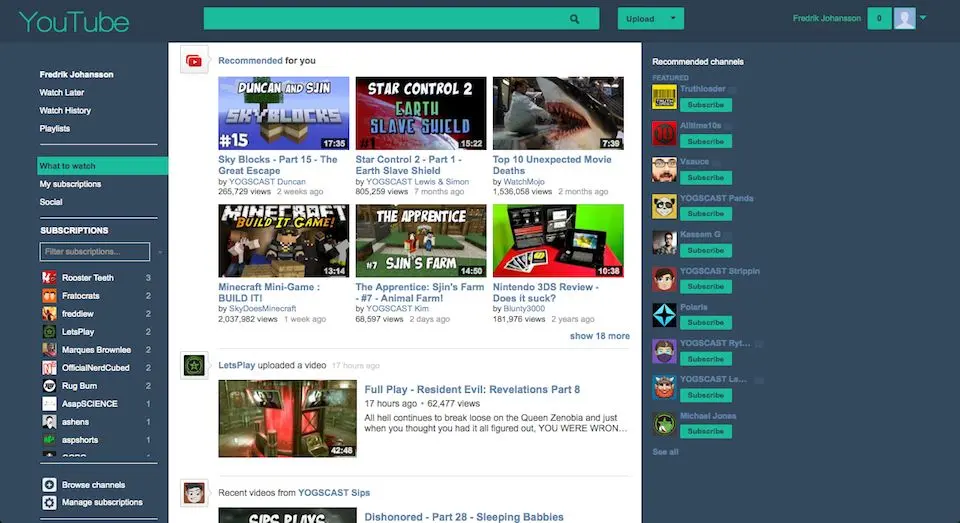 YouTube
Upload
Fredrik Johansson
0
Fredrik Johansson
Watch Later
Watch History
Playlists
What to watch
My subscriptions
Social
SUBSCRIPTIONS
Filter subscriptions...
Rooster Teeth 3
Fratocrats 2
freddiew 2
LetsPlay 2
Marques Brownlee 2
OfficialNerdCubed 2
Rug Burn 2
AsapSCIENCE 1
ashens 1
aspshorts 1
Browse channels
Manage subscriptions
Recommended for you
DUNCAN AND SJIN
SKYBLOCKS
#15
17:35
Sky Blocks - Part 15 - The
Great Escape
by YOGSCAST Duncan
265,729 views 2 weeks ago
STAR CONTROL 2
EARTH
SLAVE SHIELD
#1
15:22
Star Control 2 - Part 1 -
Earth Slave Shield
by YOGSCAST Lewis & Simon
805,259 views 7 months ago
7:39
Top 10 Unexpected Movie
Deaths
by WatchMojo
1,536,058 views 2 months ago
MINECRAFT
BUILD IT GAME!
13:14
Minecraft Mini-Game :
BUILD IT!
by SkyDoesMinecraft
2,037,982 views 1 week ago
THE APPRENTICE
#7 SJIN'S FARM
14:50
The Apprentice: Sjin's Farm
- #7 - Animal Farm!
by YOGSCAST Kim
68,597 views 2 days ago
10:38
Nintendo 3DS Review -
Does it suck?
by Blunty3000
181,976 views 2 years ago
show 18 more
LetsPlay uploaded a video 17 hours ago
42:48
Full Play - Resident Evil: Revelations Part 8
17 hours ago • 62,477 views
All hell continues to break loose on the Queen Zenobia and just
when you thought you had it all figured out, YOU WERE WRON...
Recent videos from YOGSCAST Sips
SIPS PLAYS
Dishonored - Part 28 - Sleeping Babbies
Recommended channels
FEATURED
Truthloader
Subscribe
Alltime10s
Subscribe
Vsauce
Subscribe
YOGSCAST Panda
Subscribe
Kassem G
Subscribe
YOGSCAST Strippin
Subscribe
Polaris
Subscribe
YOGSCAST Ryt...
Subscribe
YOGSCAST La...
Subscribe
Michael Jones
Subscribe
See all